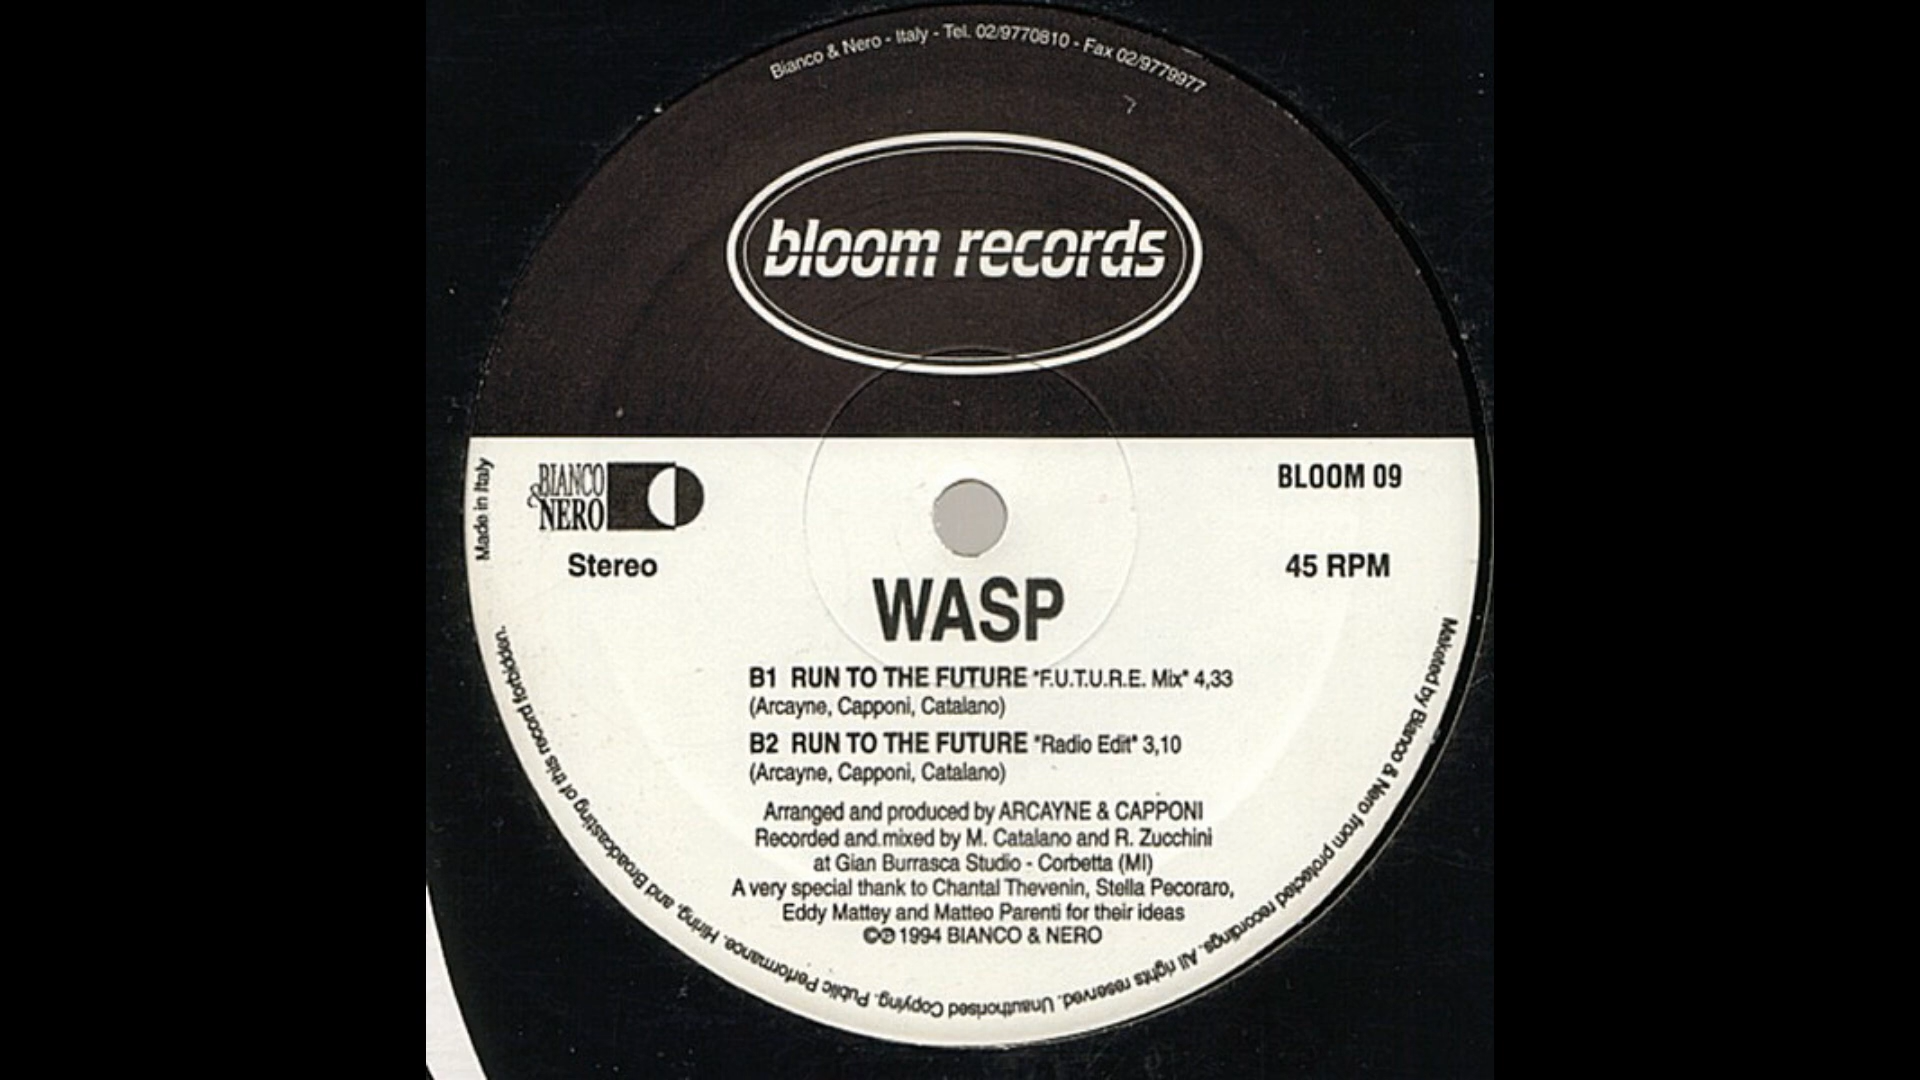 Bianco & Nero - Italy - Tel. 02/9770810 - Fax 02/9779977
bloom records
BIANCO
& NERO
BLOOM 09
Made in Italy
Stereo
45 RPM
WASP
B1 RUN TO THE FUTURE "F.U.T.U.R.E. Mix" 4,33
(Arcayne, Capponi, Catalano)
B2 RUN TO THE FUTURE "Radio Edit" 3,10
(Arcayne, Capponi, Catalano)
Arranged and produced by ARCAYNE & CAPPONI
Recorded and mixed by M. Catalano and R. Zucchini
at Gian Burrasca Studio - Corbetta (MI)
A very special thank to Chantal Thevenin, Stella Pecoraro,
Eddy Mattey and Matteo Parenti for their ideas
©℗ 1994 BIANCO & NERO
Maketed by Bianco & Nero from protected recordings. All rights reserved. Unauthorised Copying. Public Performance. Hiring. and Broadcasting of this record forbidden.